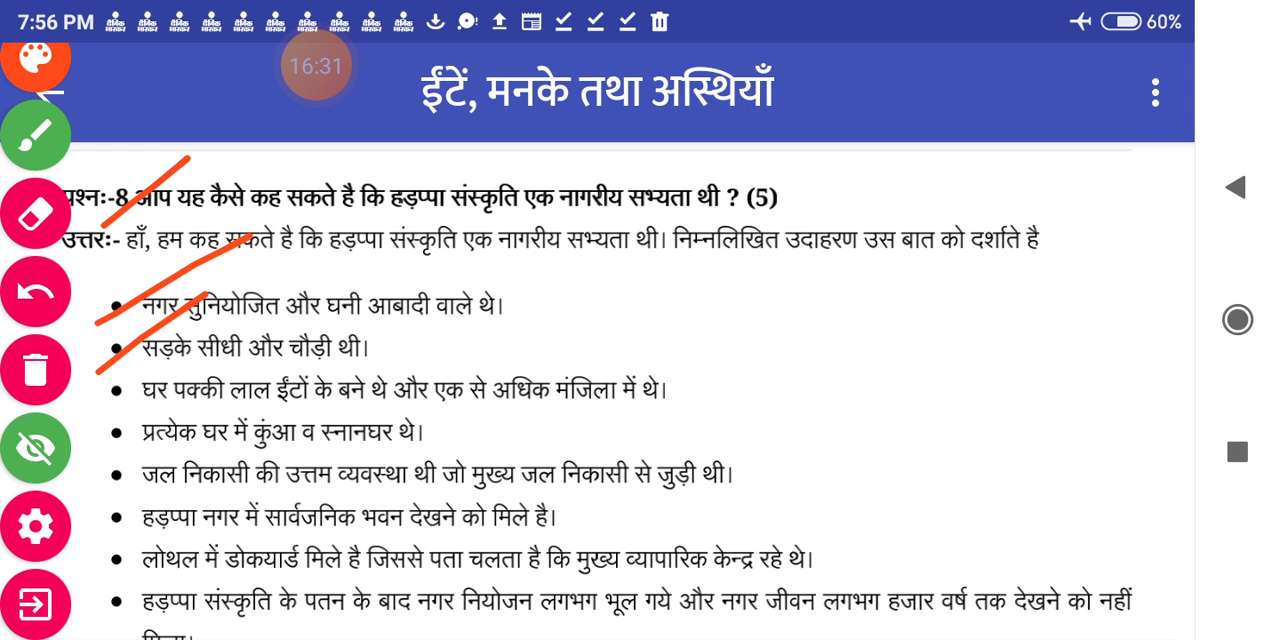 7:56 PM
60%
16:31
ईंटें, मनके तथा अस्थियाँ
प्रश्नः-8 आप यह कैसे कह सकते है कि हड़प्पा संस्कृति एक नागरीय सभ्यता थी ? (5)
उत्तरः- हाँ, हम कह सकते है कि हड़प्पा संस्कृति एक नागरीय सभ्यता थी। निम्नलिखित उदाहरण उस बात को दर्शाते है
• नगर सुनियोजित और घनी आबादी वाले थे।
• सड़के सीधी और चौड़ी थी।
• घर पक्की लाल ईंटों के बने थे और एक से अधिक मंजिला में थे।
• प्रत्येक घर में कुंआ व स्नानघर थे।
• जल निकासी की उत्तम व्यवस्था थी जो मुख्य जल निकासी से जुड़ी थी।
• हड़प्पा नगर में सार्वजनिक भवन देखने को मिले है।
• लोथल में डोकयार्ड मिले है जिससे पता चलता है कि मुख्य व्यापारिक केन्द्र रहे थे।
• हड़प्पा संस्कृति के पतन के बाद नगर नियोजन लगभग भूल गये और नगर जीवन लगभग हजार वर्ष तक देखने को नहीं